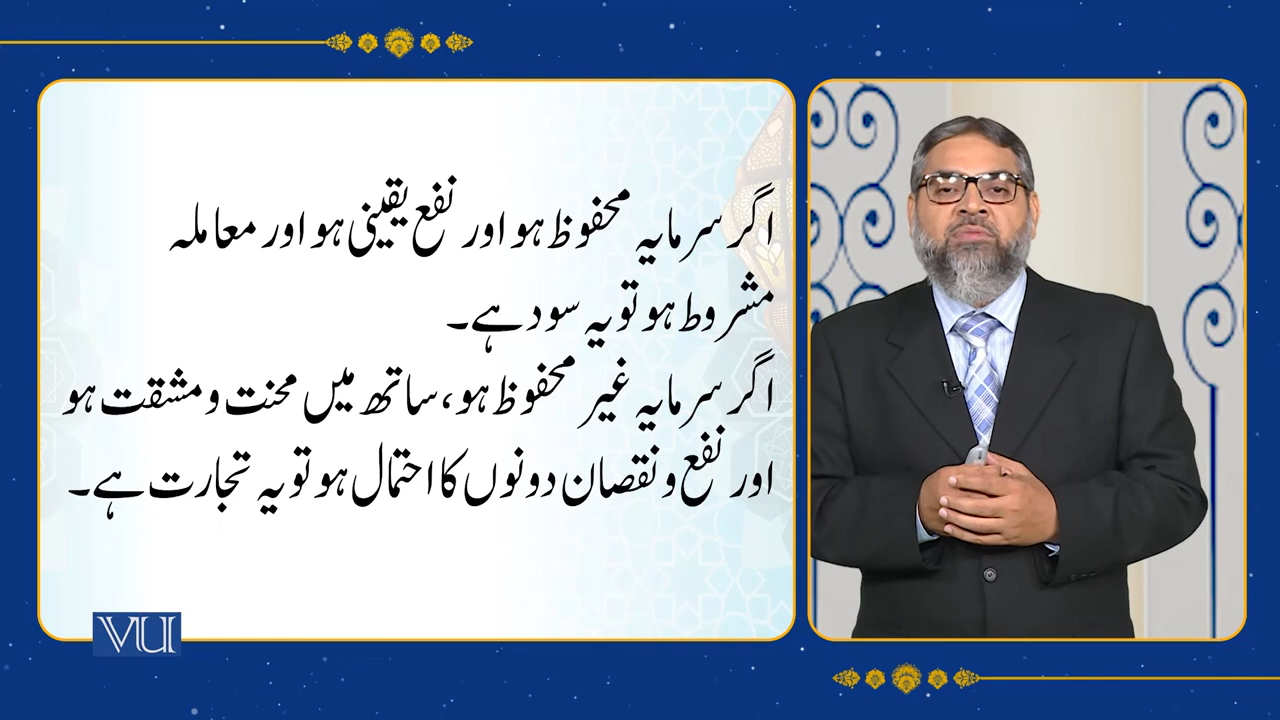 اگر سرمایہ محفوظ ہو اور نفع یقینی ہو اور معاملہ
مشروط ہو تو یہ سود ہے۔
اگر سرمایہ غیر محفوظ ہو، ساتھ میں محنت و مشقت ہو
اور نفع و نقصان دونوں کا احتمال ہو تو یہ تجارت ہے۔
VU